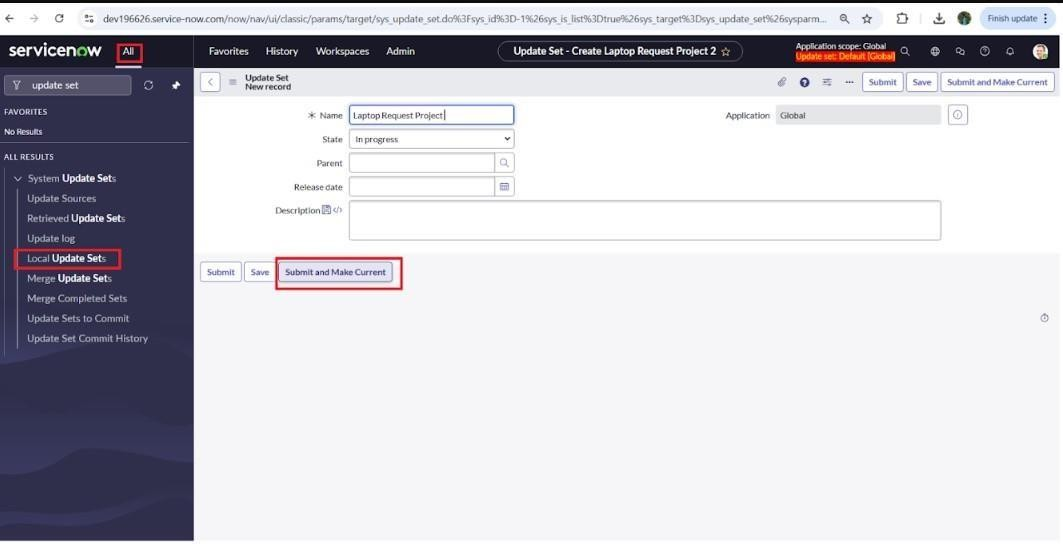 dev196626.service-now.com/now/nav/ui/classic/params/target/sys_update_set.do%3Fsys_id%3D-1%26sys_is_list%3Dtrue%26sys_target%3Dsys_update_set%26sysparm...
Finish update
servicenow
All
Favorites
History
Workspaces
Admin
Update Set - Create Laptop Request Project 2
Application scope: Global
Update set: Default [Global]
update set
FAVORITES
No Results
ALL RESULTS
System Update Sets
Update Sources
Retrieved Update Sets
Update log
Local Update Sets
Merge Update Sets
Merge Completed Sets
Update Sets to Commit
Update Set Commit History
Update Set
New record
Submit
Save
Submit and Make Current
Name
Laptop Request Project
Application
Global
State
In progress
Parent
Release date
Description
Submit
Save
Submit and Make Current